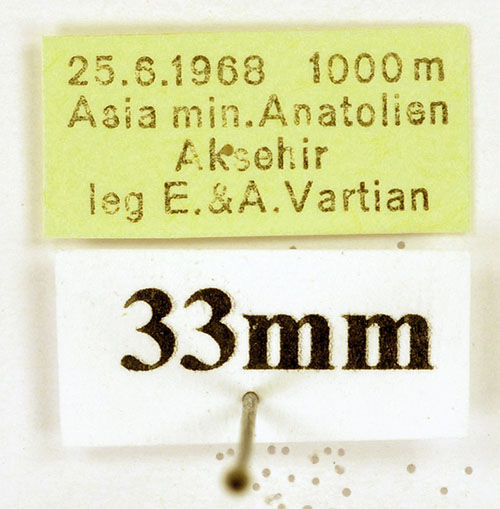 25.6.1968 1000m
Asia min.Anatolien
Aksehir
leg E.&A.Vartian
33mm